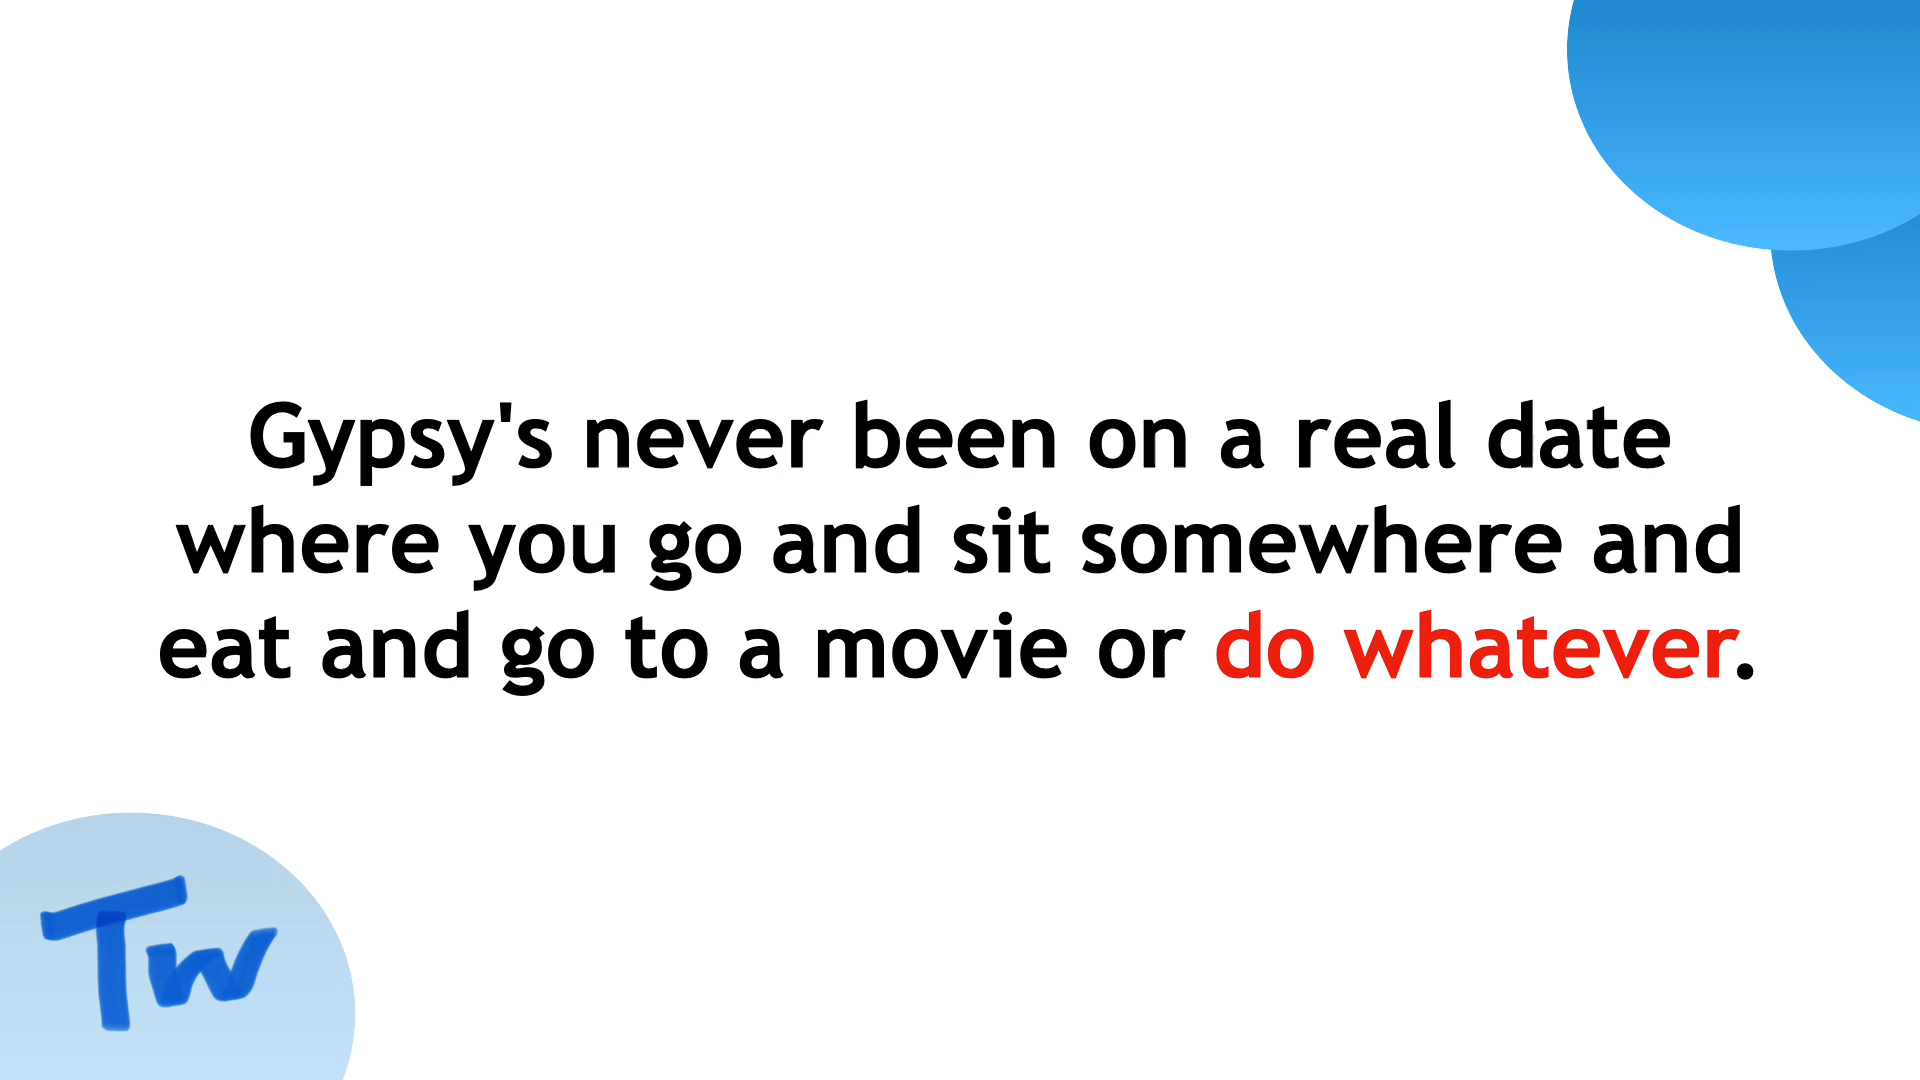 Gypsy's never been on a real date
where you go and sit somewhere and
eat and go to a movie or do whatever.
Tw